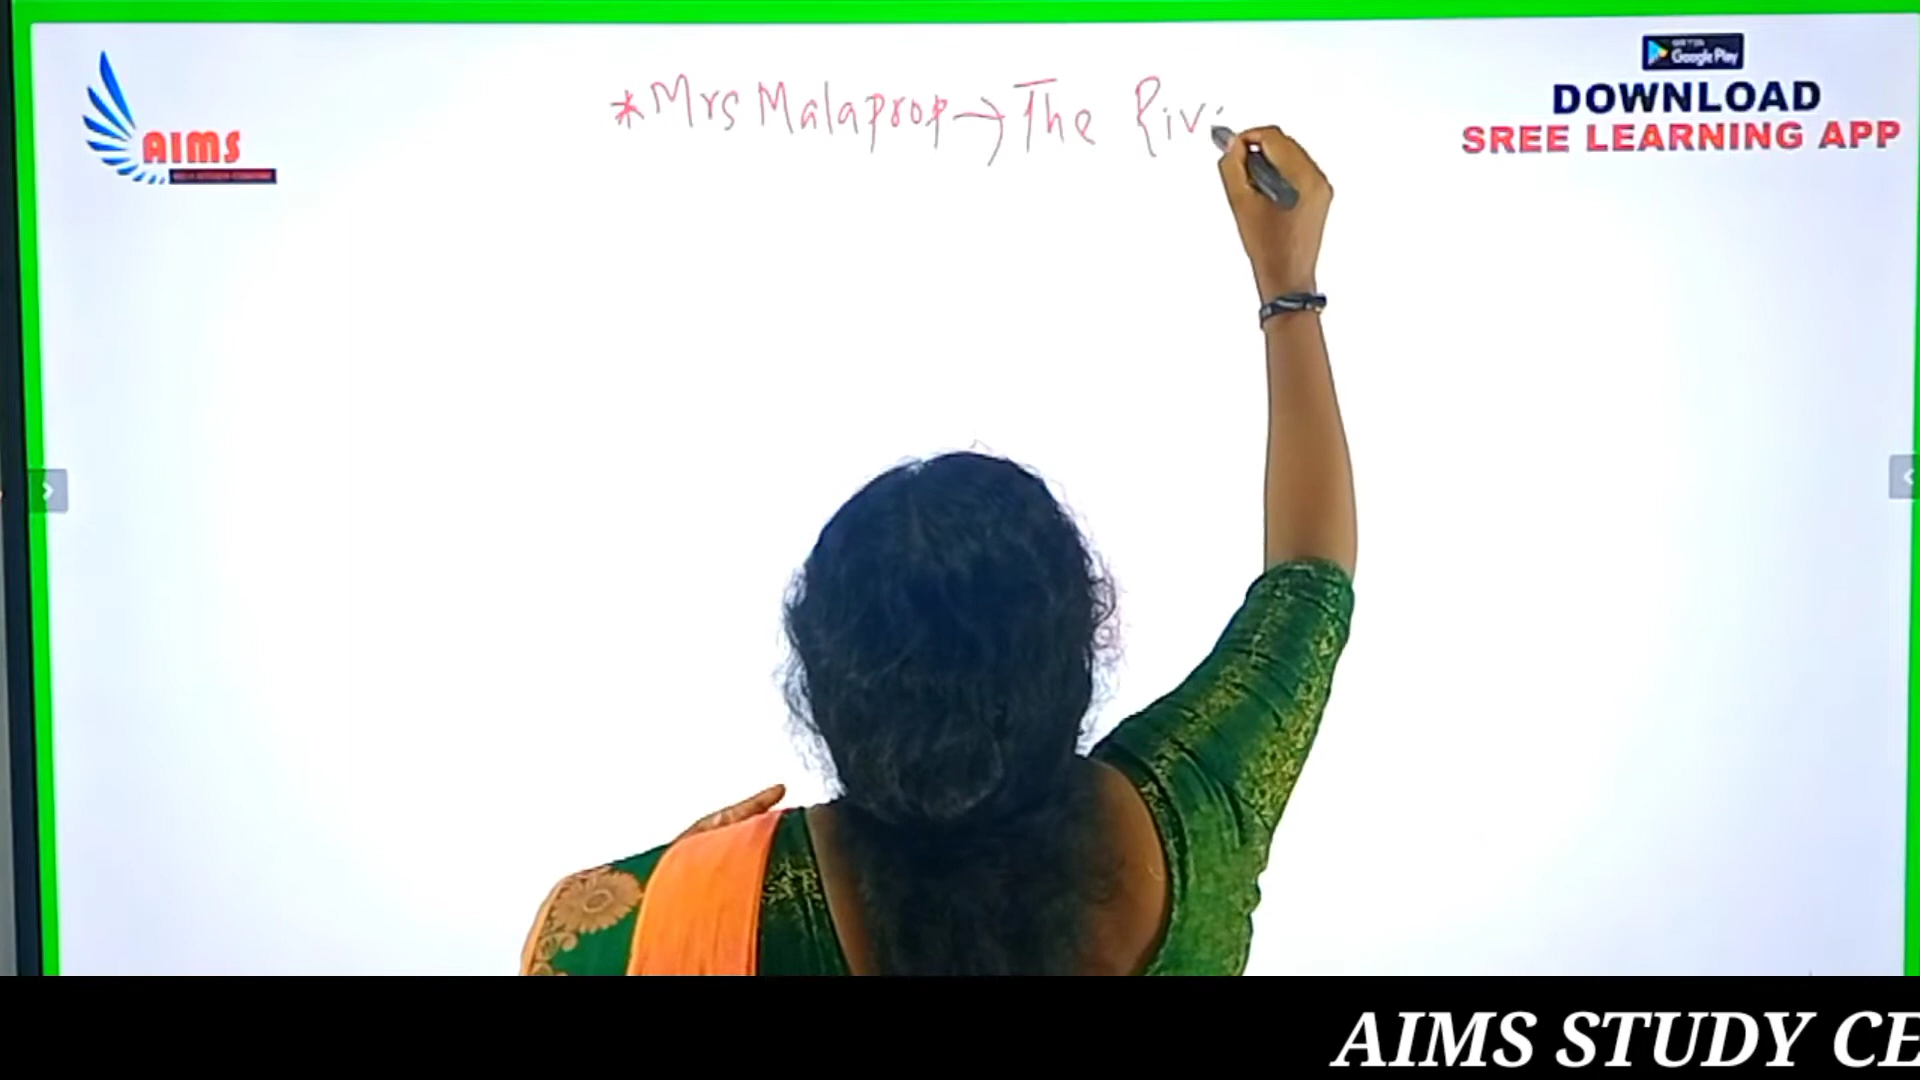 *Mrs Malaprop → The Riv
AIMS
Google Play
DOWNLOAD
SREE LEARNING APP
AIMS STUDY CE